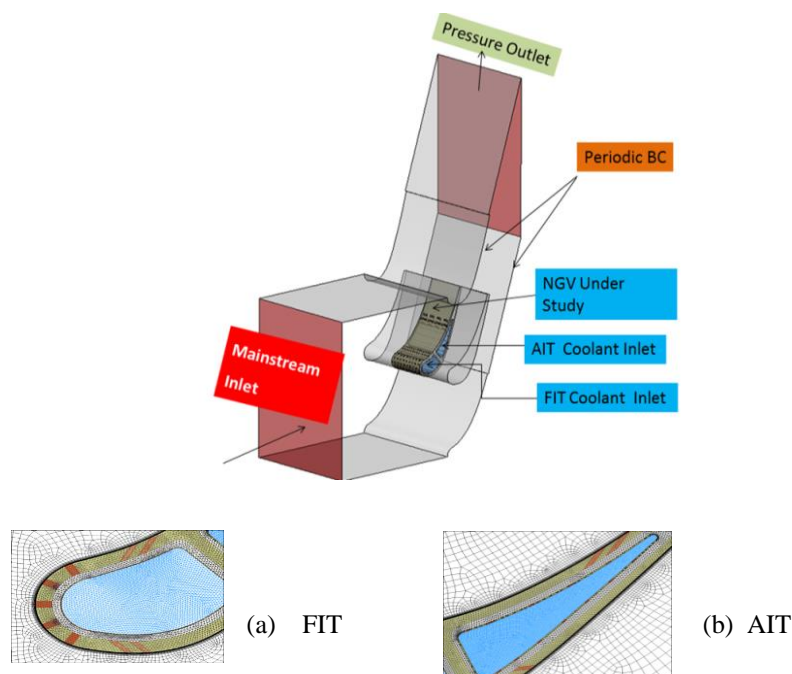 Pressure Outlet
Periodic BC
NGV Under
Study
AIT Coolant Inlet
FIT Coolant Inlet
Mainstream
Inlet
(a) FIT
(b) AIT